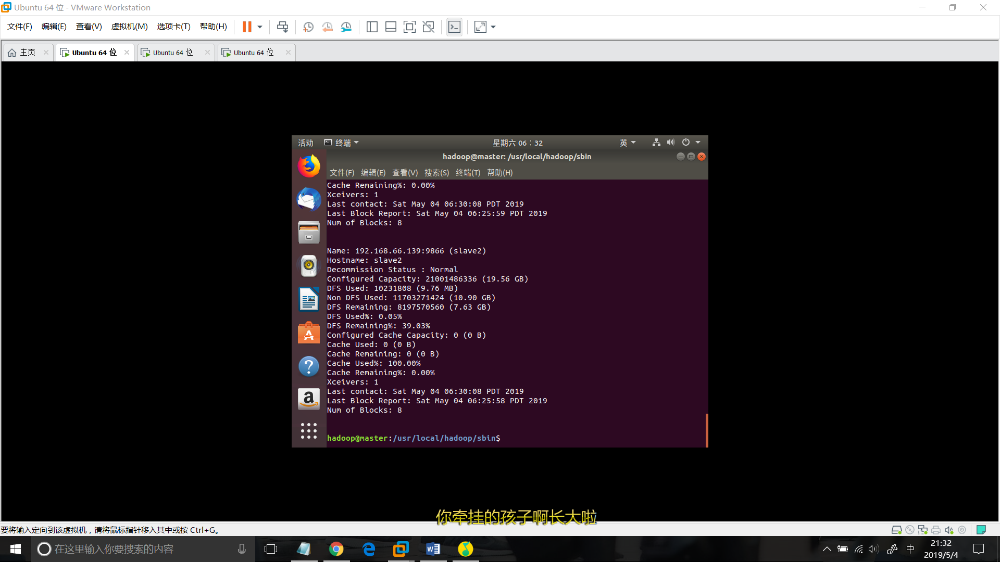 Ubuntu 64 位 - VMware Workstation
文件(F) 编辑(E) 查看(V) 虚拟机(M) 选项卡(T) 帮助(H)
主页 Ubuntu 64 位 Ubuntu 64 位 Ubuntu 64 位
活动 终端 星期六 06：32 英
hadoop@master: /usr/local/hadoop/sbin
文件(F) 编辑(E) 查看(V) 搜索(S) 终端(T) 帮助(H)
Cache Remaining%: 0.00%
Xceivers: 1
Last contact: Sat May 04 06:30:08 PDT 2019
Last Block Report: Sat May 04 06:25:59 PDT 2019
Num of Blocks: 8
Name: 192.168.66.139:9866 (slave2)
Hostname: slave2
Decommission Status : Normal
Configured Capacity: 21001486336 (19.56 GB)
DFS Used: 10231808 (9.76 MB)
Non DFS Used: 11703271424 (10.90 GB)
DFS Remaining: 8197570560 (7.63 GB)
DFS Used%: 0.05%
DFS Remaining%: 39.03%
Configured Cache Capacity: 0 (0 B)
Cache Used: 0 (0 B)
Cache Remaining: 0 (0 B)
Cache Used%: 100.00%
Cache Remaining%: 0.00%
Xceivers: 1
Last contact: Sat May 04 06:30:08 PDT 2019
Last Block Report: Sat May 04 06:25:58 PDT 2019
Num of Blocks: 8
hadoop@master:/usr/local/hadoop/sbin$
你牵挂的孩子啊长大啦
要将输入定向到该虚拟机，请将鼠标指针移入其中或按 Ctrl+G。
在这里输入你要搜索的内容
中
21:32
2019/5/4